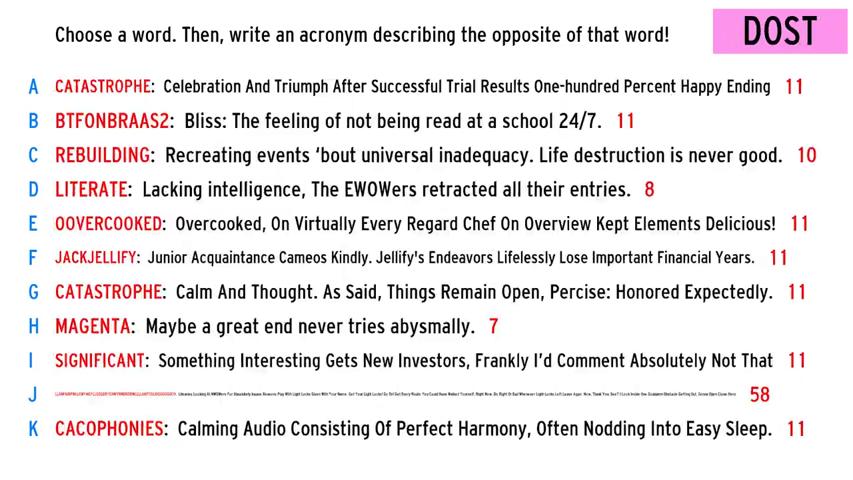 Choose a word. Then, write an acronym describing the opposite of that word!
DOST
A CATASTROPHE: Celebration And Triumph After Successful Trial Results One-hundred Percent Happy Ending 11
B BTFONBRAAS2: Bliss: The feeling of not being read at a school 24/7. 11
C REBUILDING: Recreating events ‘bout universal inadequacy. Life destruction is never good. 10
D LITERATE: Lacking intelligence, The EWOWers retracted all their entries. 8
E OOVERCOOKED: Overcooked, On Virtually Every Regard Chef On Overview Kept Elements Delicious! 11
F JACKJELLIFY: Junior Acquaintance Cameos Kindly. Jellify's Endeavors Lifelessly Lose Important Financial Years. 11
G CATASTROPHE: Calm And Thought. As Said, Things Remain Open, Percise: Honored Expectedly. 11
H MAGENTA: Maybe a great end never tries abysmally. 7
I SIGNIFICANT: Something Interesting Gets New Investors, Frankly I'd Comment Absolutely Not That 11
J 58
K CACOPHONIES: Calming Audio Consisting Of Perfect Harmony, Often Nodding Into Easy Sleep. 11